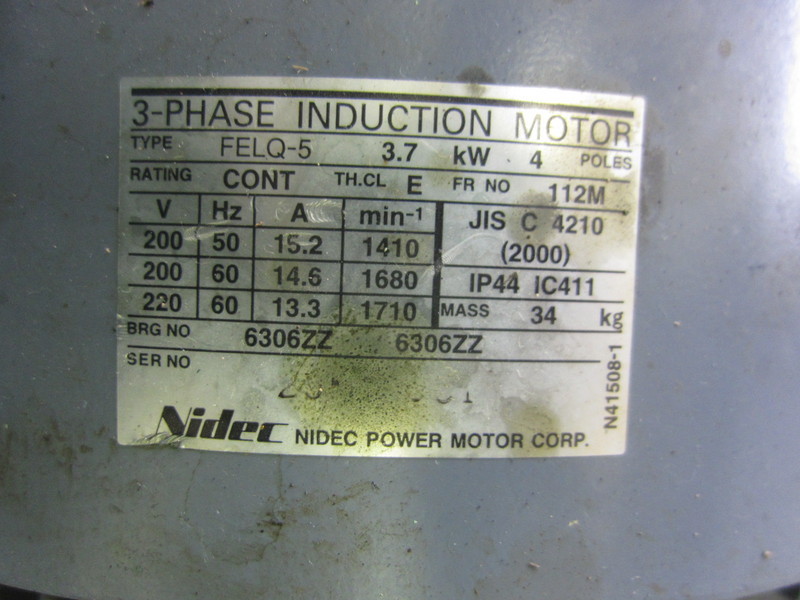 3-PHASE INDUCTION MOTOR
TYPE FELQ-5 3.7 kW 4 POLES
RATING CONT TH.CL E FR NO 112M
V Hz A min-1 JIS C 4210
200 50 15.2 1410 (2000)
200 60 14.6 1680 IP44 IC411
220 60 13.3 1710 MASS 34 kg
BRG NO 6306ZZ 6306ZZ
SER NO
Nidec NIDEC POWER MOTOR CORP.
N41508-1